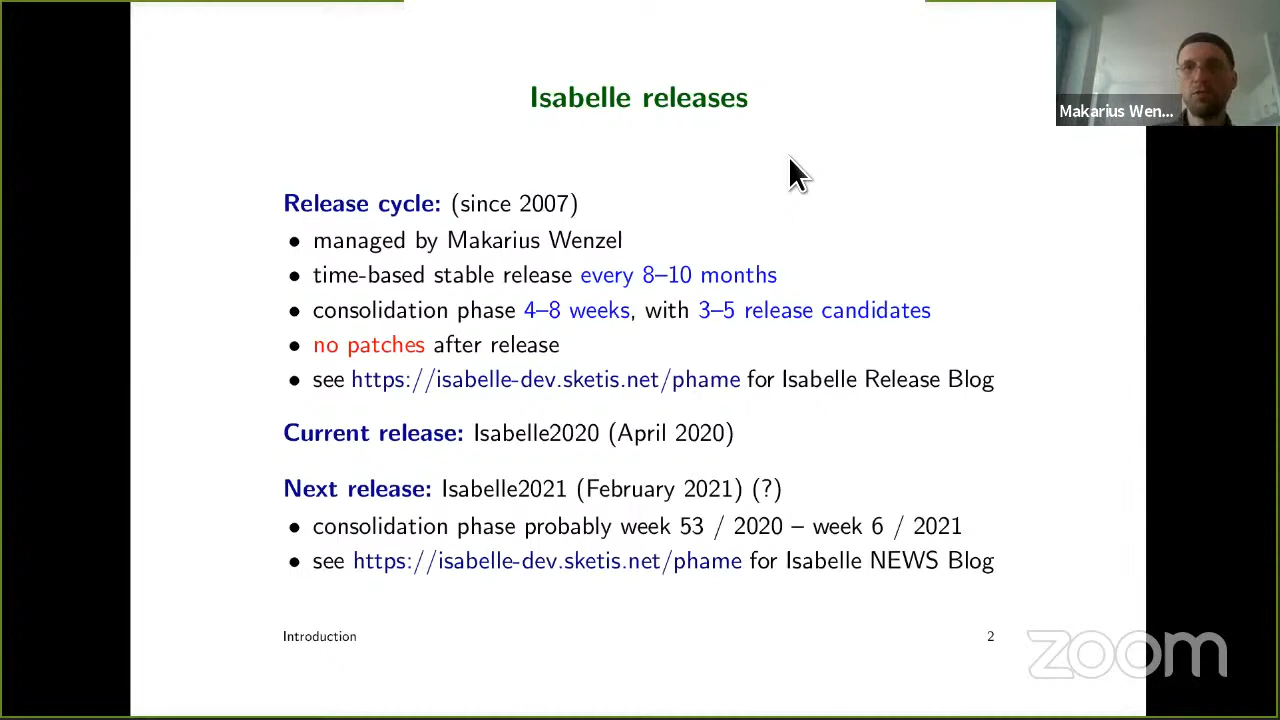 Isabelle releases
Makarius Wen...
Release cycle: (since 2007)
• managed by Makarius Wenzel
• time-based stable release every 8–10 months
• consolidation phase 4–8 weeks, with 3–5 release candidates
• no patches after release
• see https://isabelle-dev.sketis.net/phame for Isabelle Release Blog
Current release: Isabelle2020 (April 2020)
Next release: Isabelle2021 (February 2021) (?)
• consolidation phase probably week 53 / 2020 – week 6 / 2021
• see https://isabelle-dev.sketis.net/phame for Isabelle NEWS Blog
Introduction 2
zoom